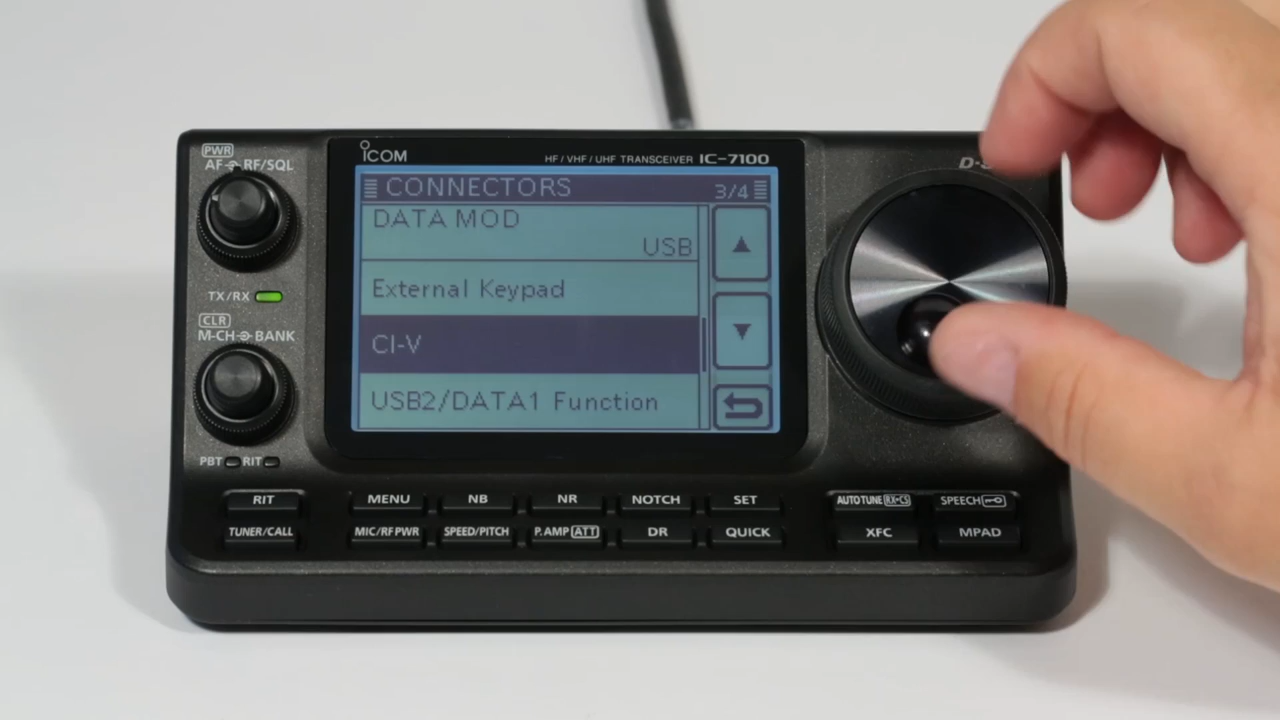 PWR
AF RF/SQL
TX/RX
CLR
M-CH BANK
PBT RIT
ICOM
HF/VHF/UHF TRANSCEIVER IC-7100
CONNECTORS 3/4
DATA MOD
USB
External Keypad
CI-V
USB2/DATA1 Function
RIT MENU NB NR NOTCH SET AUTOTUNE RX→CS SPEECH
TUNER/CALL MIC/RF PWR SPEED/PITCH P.AMP ATT DR QUICK XFC MPAD